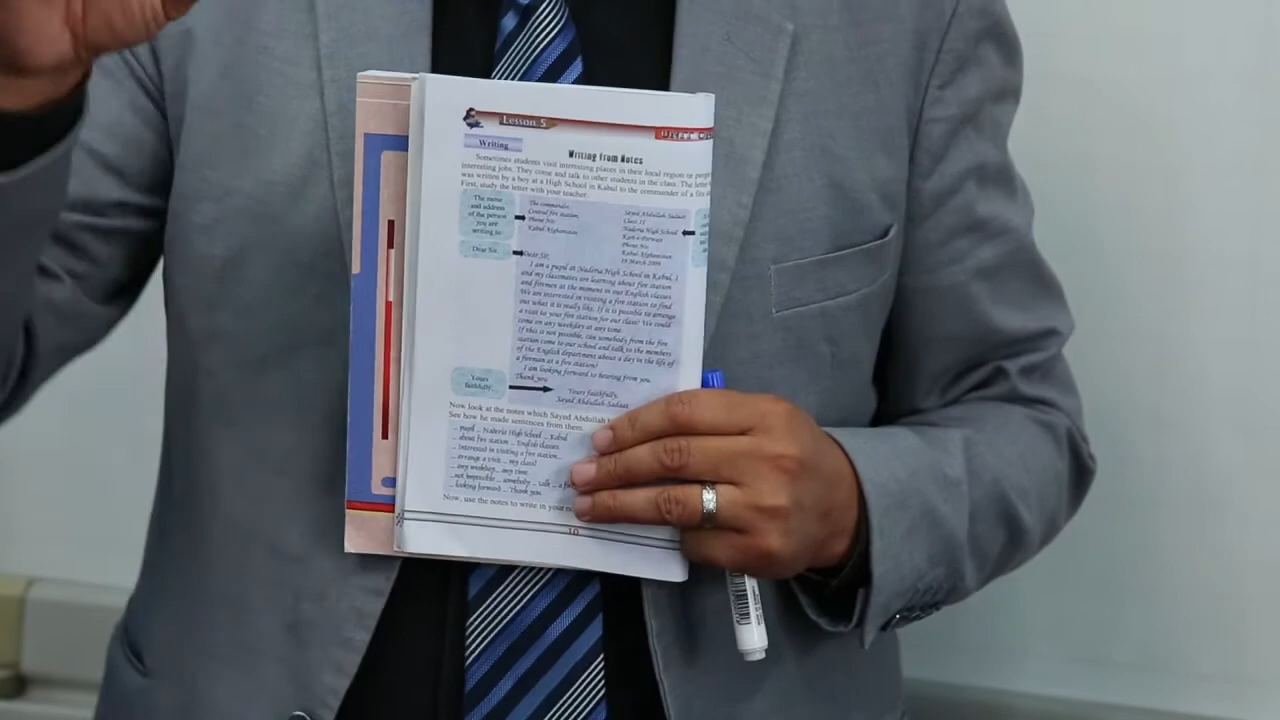 Lesson 5
UNIT
Writing
Writing from Notes
Sometimes students visit interesting places in their local region or
interesting jobs. They come and talk to other students in the class. The
was written by a boy at a High School in Kabul to the commander of a
First, study the letter with your teacher.
The name
and address
of the person
you are
writing to
The commander,
Central fire station,
Phone No:
Kabul Afghanistan
Sayed Abdullah-Sadaat
Class 11
Naderia High School
Kart-e-Parwan
Phone No:
Kabul Afghanistan
19 March 2009
Dear Sir,
Dear Sir,
I am a pupil at Naderia High School in Kabul. I
and my classmates are learning about fire station
and firemen at the moment in our English classes.
We are interested in visiting a fire station to find
out what it is really like. If it is possible to arrange
a visit to your fire station for our class? We could
come on any weekday at any time.
If this is not possible, can somebody from the fire
station come to our school and talk to the members
of the English department about a day in the life of
a fireman at a fire station?
I am looking forward to hearing from you.
Thank you
Yours
faithfully
Yours faithfully,
Sayed Abdullah-Sadaat
Now look at the notes which Sayed Abdullah
See how he made sentences from them.
... pupil ... Naderia High School ... Kabul
... about fire station ... English classes.
... Interested in visiting a fire station...
... arrange a visit ... my class?
... any weekday... my time.
...not impossible ... somebody ... talk ... a
... looking forward ... Thank you.
Now, use the notes to write in your
10